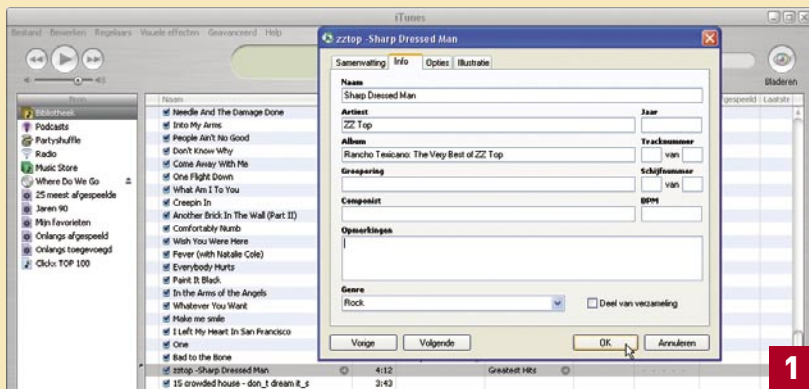 iTunes
Bestand Bewerken Regelaars Visuele effecten Geavanceerd Help
Bladeren
Bron
Bibliotheek
Podcasts
Partyshuffle
Radio
Music Store
Where Do We Go
25 meest afgespeelde
Jaren 90
Mijn favorieten
Onlangs afgespeeld
Onlangs toegevoegd
Clickx TOP 100
Naam
Needle And The Damage Done
Into My Arms
People Ain't No Good
Don't Know Why
Come Away With Me
One Flight Down
What Am I To You
Creepin In
Another Brick In The Wall (Part II)
Comfortably Numb
Wish You Were Here
Fever (with Natalie Cole)
Everybody Hurts
Paint It Black
In the Arms of the Angels
Whatever You Want
Make me smile
I Left My Heart In San Francisco
One
Bad to the Bone
zztop -Sharp Dressed Man 4:12 Greatest Hits
15 crowded house - don_t dream it_s 3:43
Laatste
zztop -Sharp Dressed Man
Samenvatting Info Opties Illustratie
Naam
Sharp Dressed Man
Artiest Jaar
ZZ Top
Album Tracknummer
Rancho Texicano: The Very Best of ZZ Top van
Groepering Schijfnummer
van
Componist BPM
Opmerkingen
Genre
Rock Deel van verzameling
Vorige Volgende OK Annuleren
1